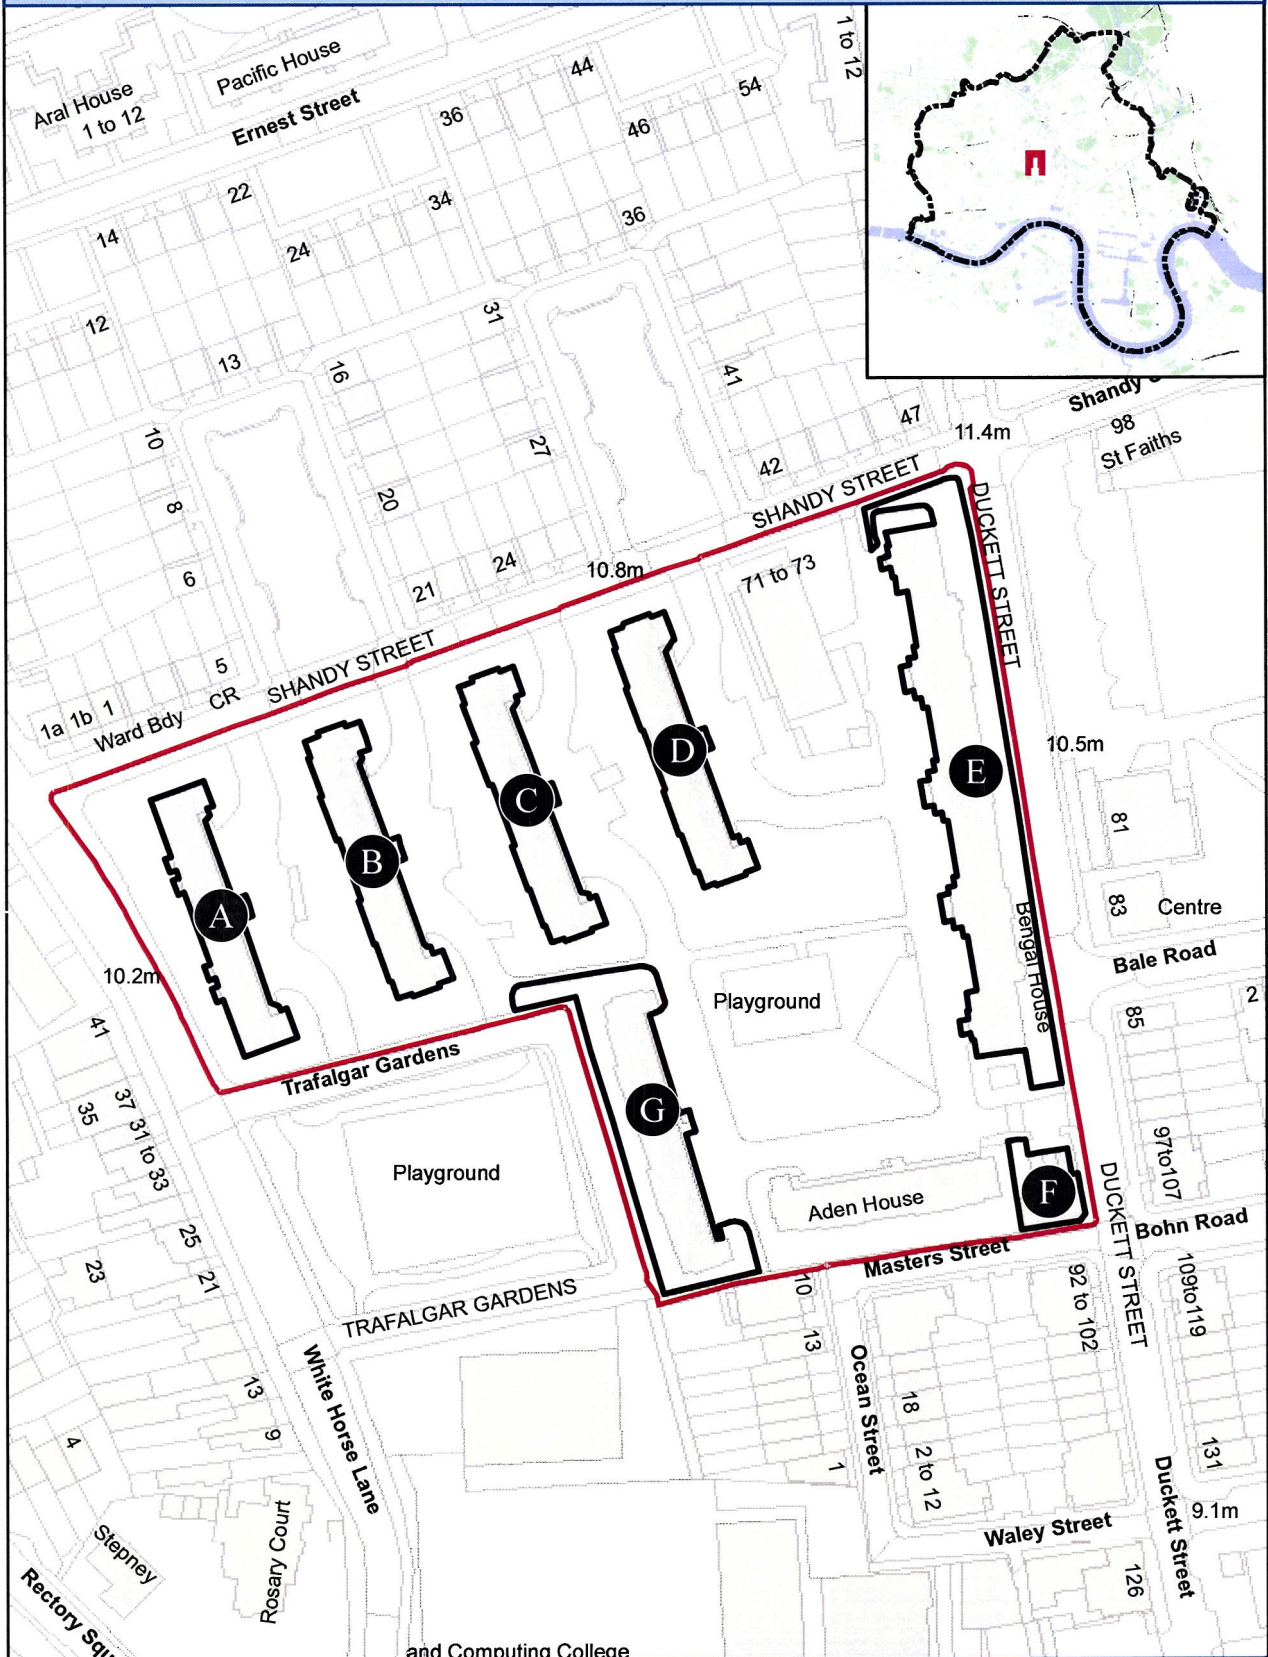 Aral House
1 to 12
Pacific House
Ernest Street
44
54
1 to 12
36
46
22
34
36
14
24
12
31
13
16
41
10
47
11.4m
Shandy
98
St Faiths
27
42
SHANDY STREET
8
20
DUCKETT STREET
6
24
10.8m
71 to 73
21
5
CR
SHANDY STREET
1a 1b 1
Ward Bdy
D
10.5m
E
C
81
B
A
83
Centre
Bengal House
Bale Road
10.2m
Playground
2
41
85
Trafalgar Gardens
G
35
37
31 to 33
97to107
Playground
F
Aden House
DUCKETT STREET
Bohn Road
25
Masters Street
23
21
10
92 to 102
109to119
TRAFALGAR GARDENS
13
Ocean Street
White Horse Lane
13
18
9
4
131
1
2 to 12
Duckett Street
9.1m
Waley Street
Stepney
Rosary Court
126
Rectory Squ
and Computing College